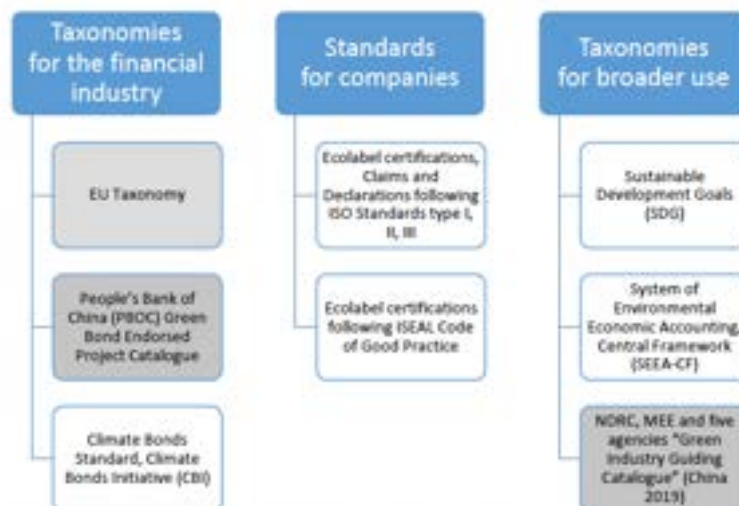 Taxonomies
for the financial
industry
EU Taxonomy
People's Bank of
China (PBOC) Green
Bond Endorsed
Project Catalogue
Climate Bonds
Standard, Climate
Bonds Initiative (CBI)
Standards
for companies
Ecolabel certifications,
Claims and
Declarations following
ISO Standards type I,
II, III
Ecolabel certifications
following ISEAL Code
of Good Practice
Taxonomies
for broader use
Sustainable
Development Goals
(SDG)
System of
Environmental
Economic Accounting,
Central Framework
(SEEA-CF)
NDRC, MEE and five
agencies "Green
Industry Guiding
Catalogue" (China
2019)